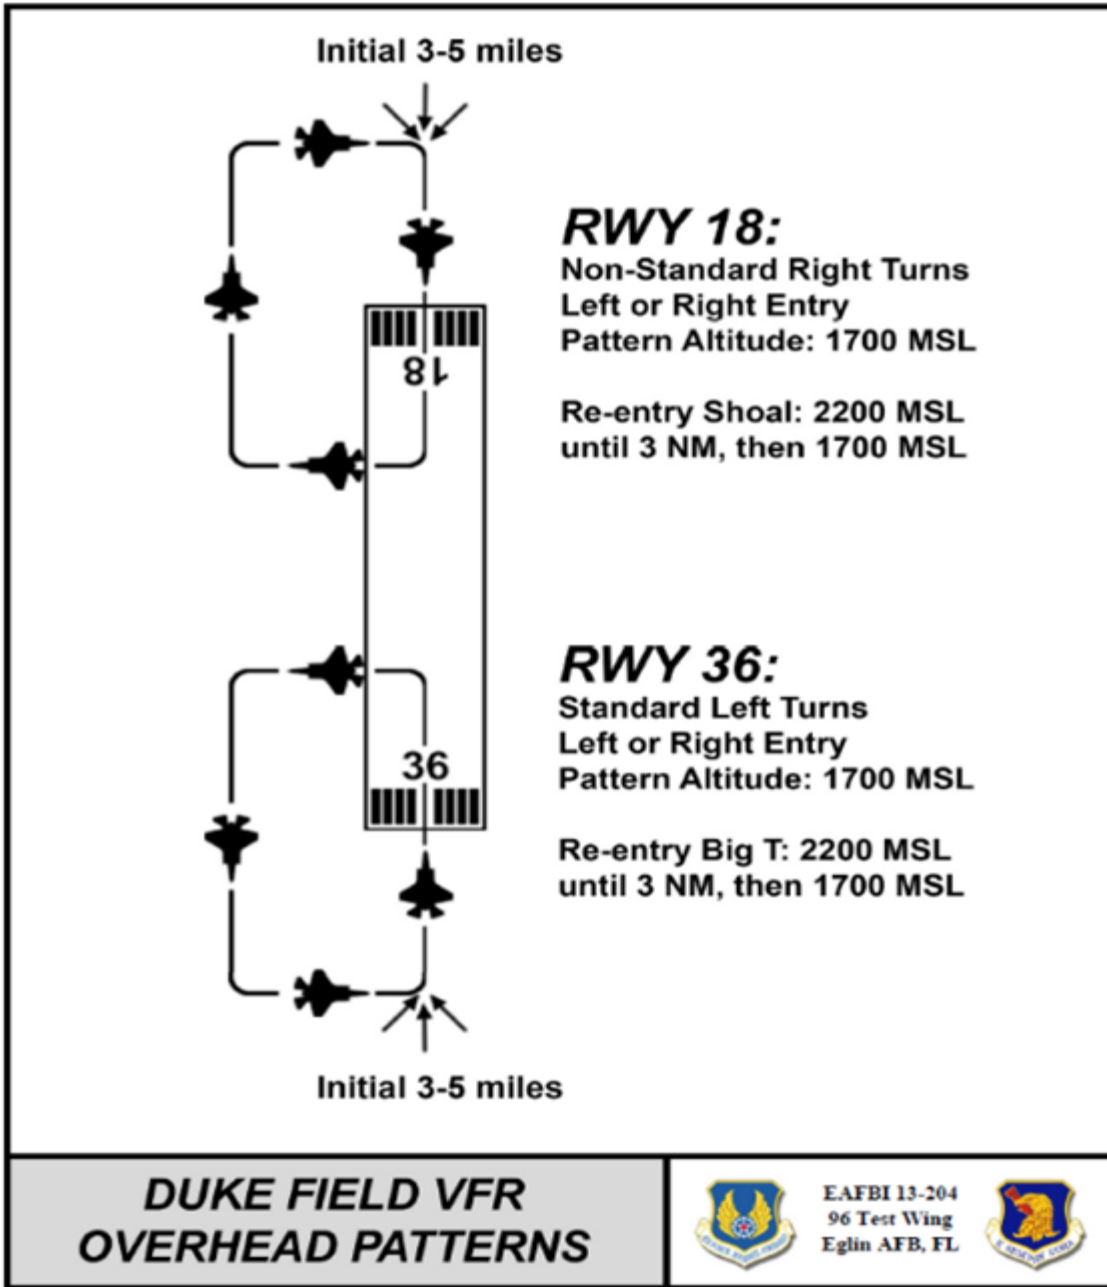 Initial 3-5 miles
RWY 18:
Non-Standard Right Turns
Left or Right Entry
Pattern Altitude: 1700 MSL
Re-entry Shoal: 2200 MSL
until 3 NM, then 1700 MSL
18
RWY 36:
Standard Left Turns
Left or Right Entry
Pattern Altitude: 1700 MSL
Re-entry Big T: 2200 MSL
until 3 NM, then 1700 MSL
36
Initial 3-5 miles
DUKE FIELD VFR
OVERHEAD PATTERNS
EAFBI 13-204
96 Test Wing
Eglin AFB, FL